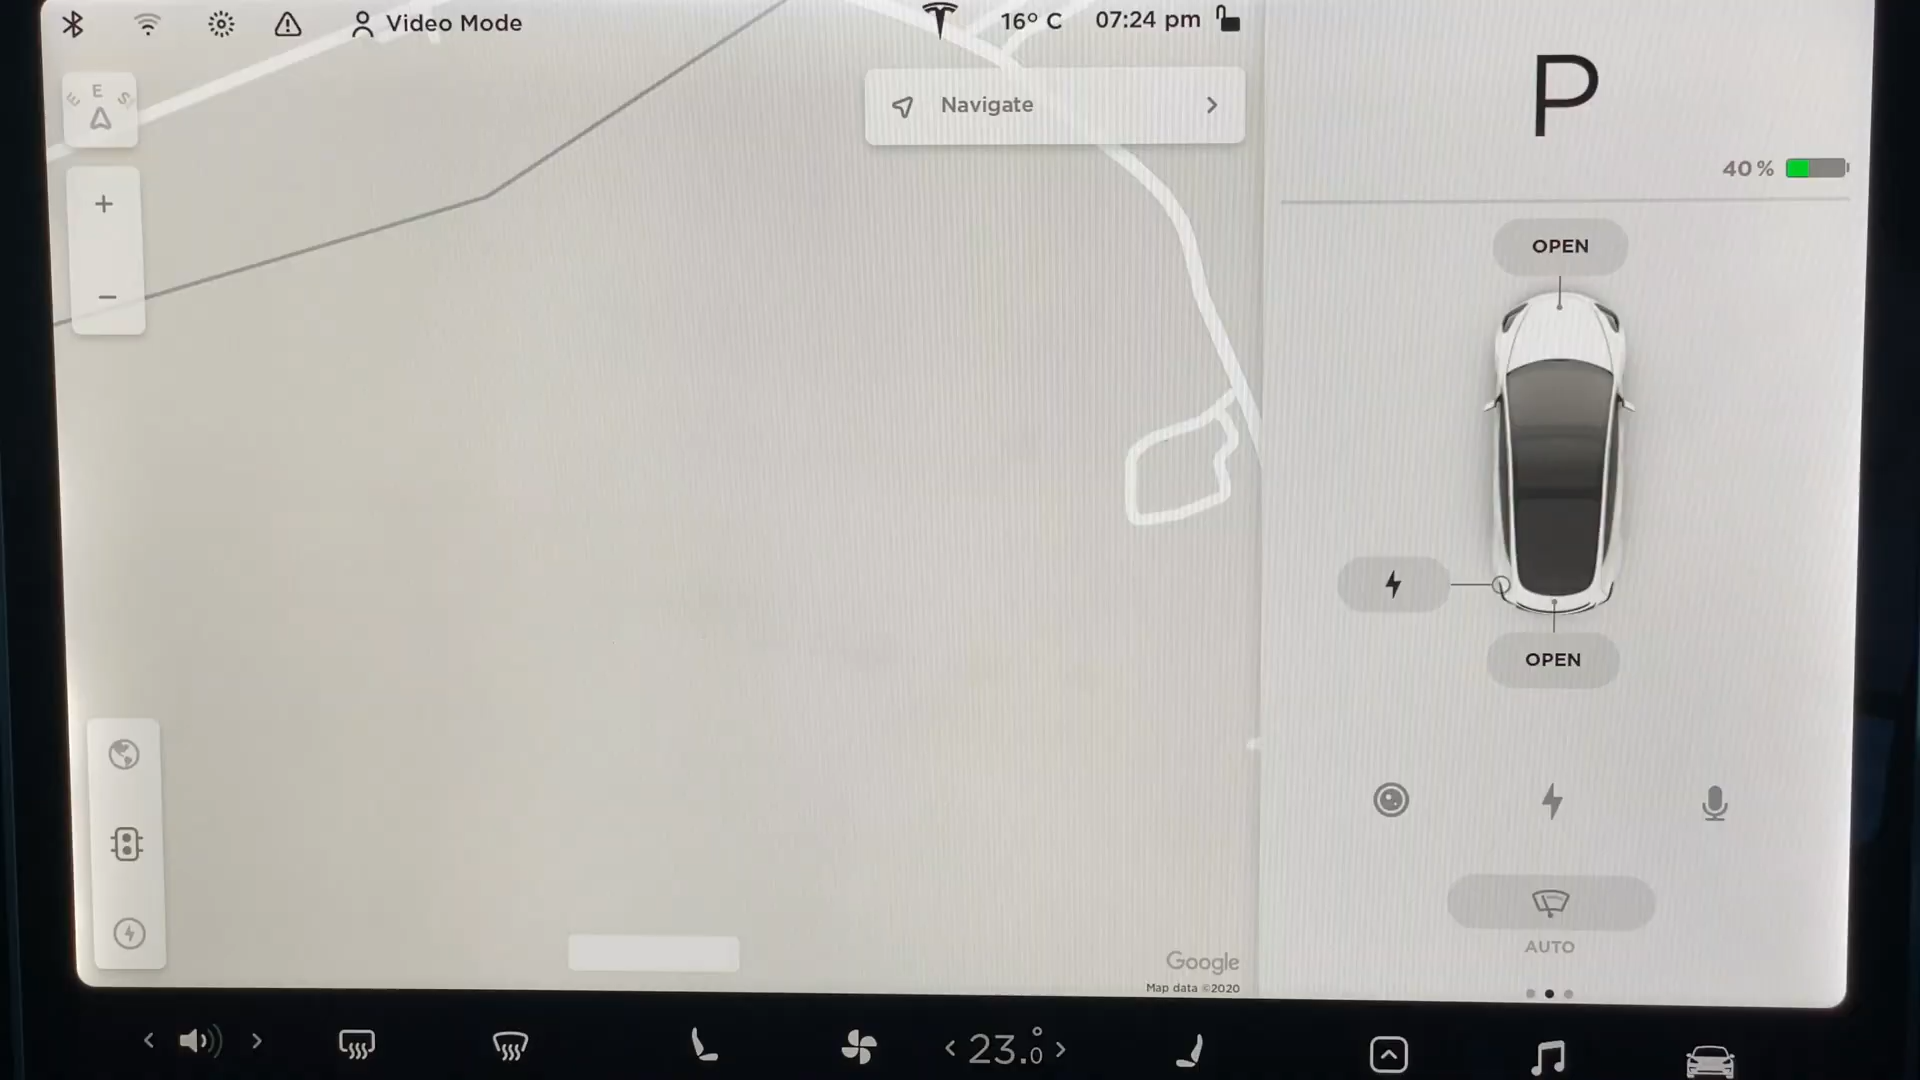 Video Mode
16° C
07:24 pm
E E S
Navigate
P
40 %
OPEN
OPEN
AUTO
Google
Map data ©2020
23.0°